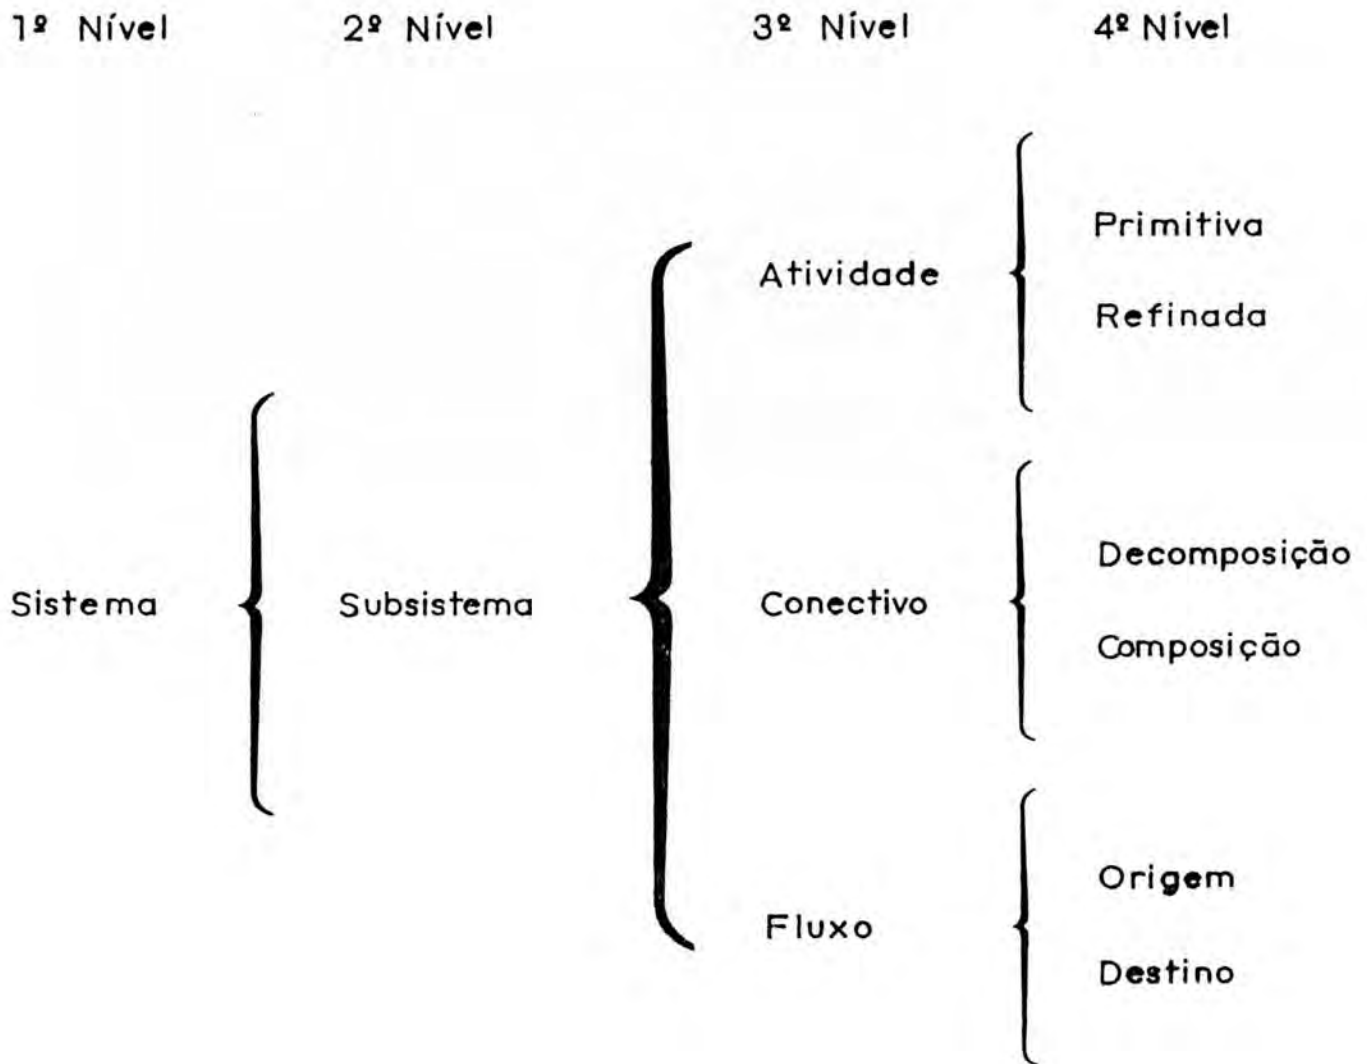 1º Nível 2º Nível 3º Nível 4º Nível
Primitiva
Atividade
Refinada
Decomposição
Sistema Subsistema Conectivo
Composição
Origem
Fluxo
Destino